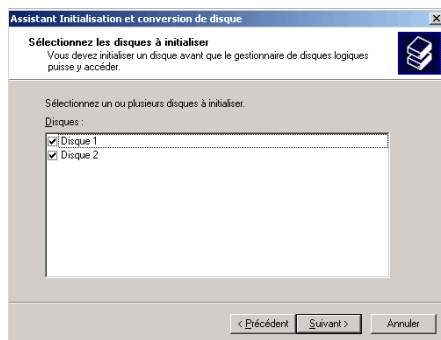 Assistant Initialisation et conversion de disque
Sélectionnez les disques à initialiser
Vous devez initialiser un disque avant que le gestionnaire de disques logiques
puisse y accéder.
Sélectionnez un ou plusieurs disques à initialiser.
Disques :
Disque 1
Disque 2
< Précédent
Suivant >
Annuler